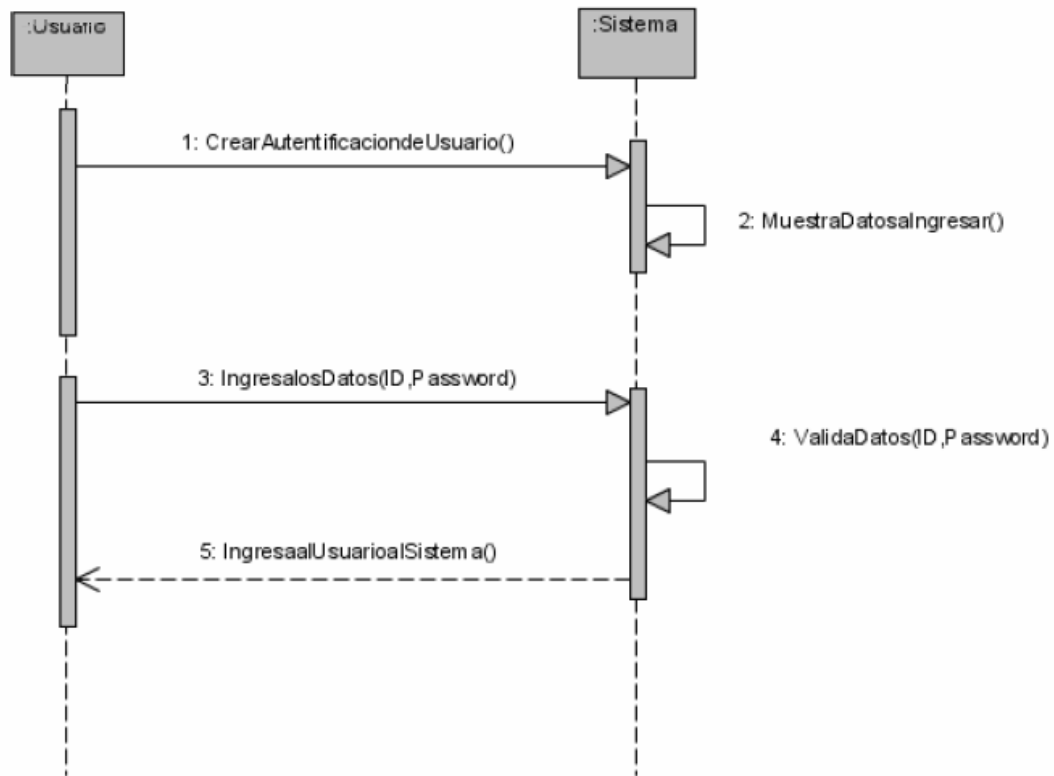 :Usuario
:Sistema
1: CrearAutentificaciondeUsuario()
2: MuestraDatosaIngresar()
3: IngresalosDatos(ID,Password)
4: ValidaDatos(ID,Password)
5: IngresaalUsuarioalSistema()